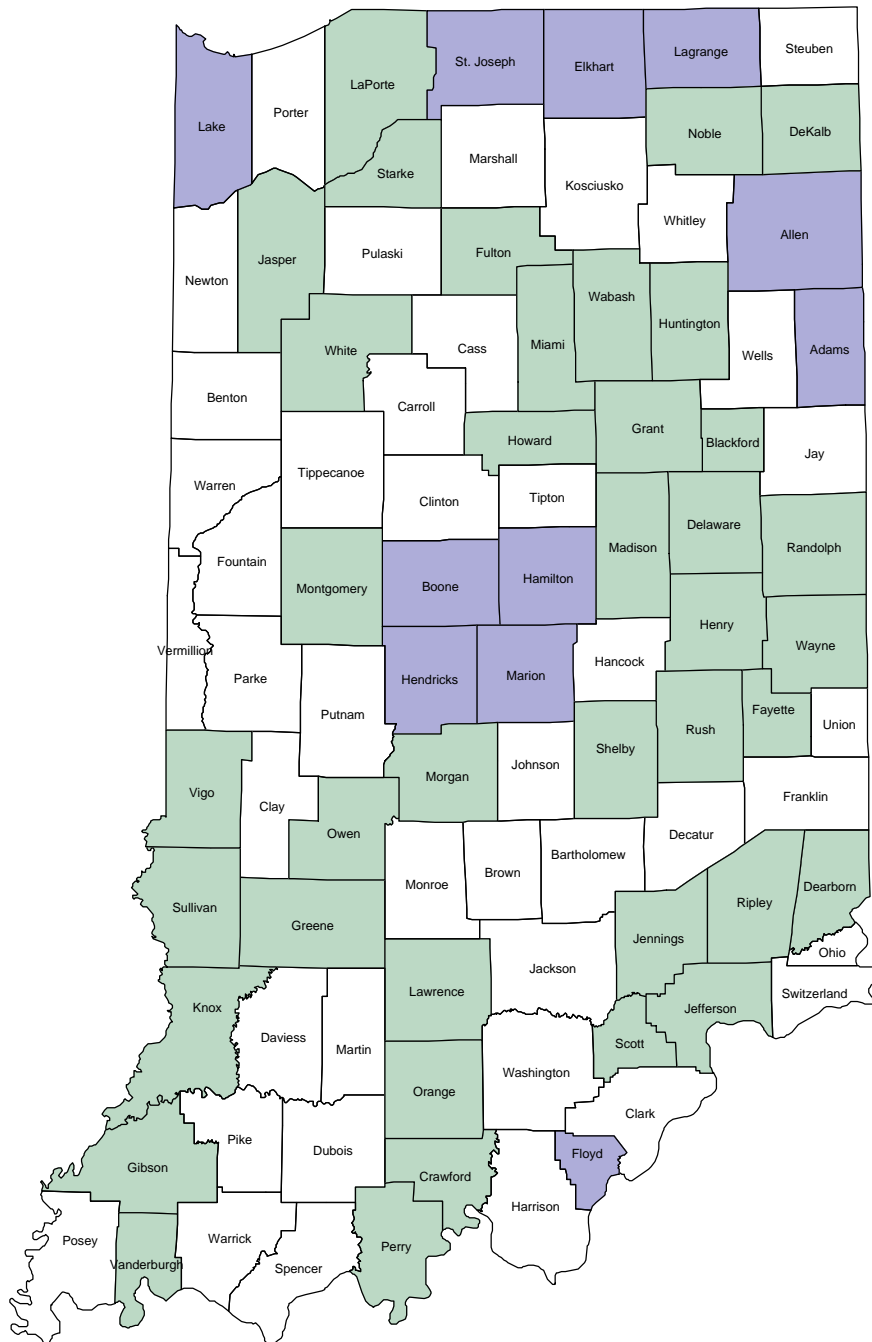 Steuben
St. Joseph
Elkhart
Lagrange
LaPorte
Porter
Lake
Noble
DeKalb
Marshall
Starke
Kosciusko
Whitley
Allen
Pulaski
Fulton
Jasper
Newton
Wabash
Huntington
Miami
White
Cass
Wells
Adams
Benton
Carroll
Grant
Howard
Blackford
Jay
Tippecanoe
Warren
Clinton
Tipton
Delaware
Madison
Randolph
Fountain
Hamilton
Boone
Montgomery
Henry
Wayne
Vermillion
Hancock
Parke
Hendricks
Marion
Putnam
Fayette
Rush
Union
Shelby
Johnson
Morgan
Vigo
Clay
Franklin
Owen
Decatur
Bartholomew
Brown
Monroe
Dearborn
Ripley
Sullivan
Greene
Jennings
Ohio
Jackson
Lawrence
Switzerland
Jefferson
Knox
Daviess
Martin
Scott
Washington
Orange
Clark
Pike
Dubois
Floyd
Gibson
Crawford
Harrison
Posey
Warrick
Perry
Vanderburgh
Spencer